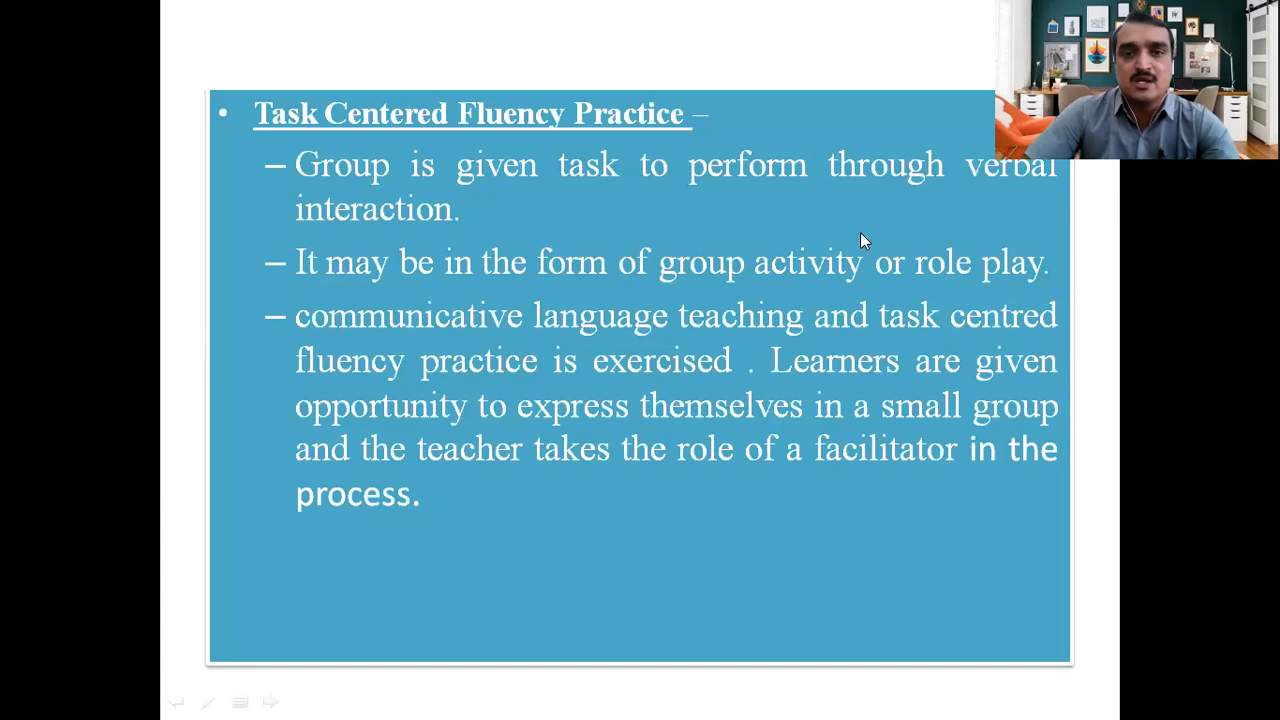 • Task Centered Fluency Practice –
– Group is given task to perform through verbal
interaction.
– It may be in the form of group activity or role play.
– communicative language teaching and task centred
fluency practice is exercised . Learners are given
opportunity to express themselves in a small group
and the teacher takes the role of a facilitator in the
process.